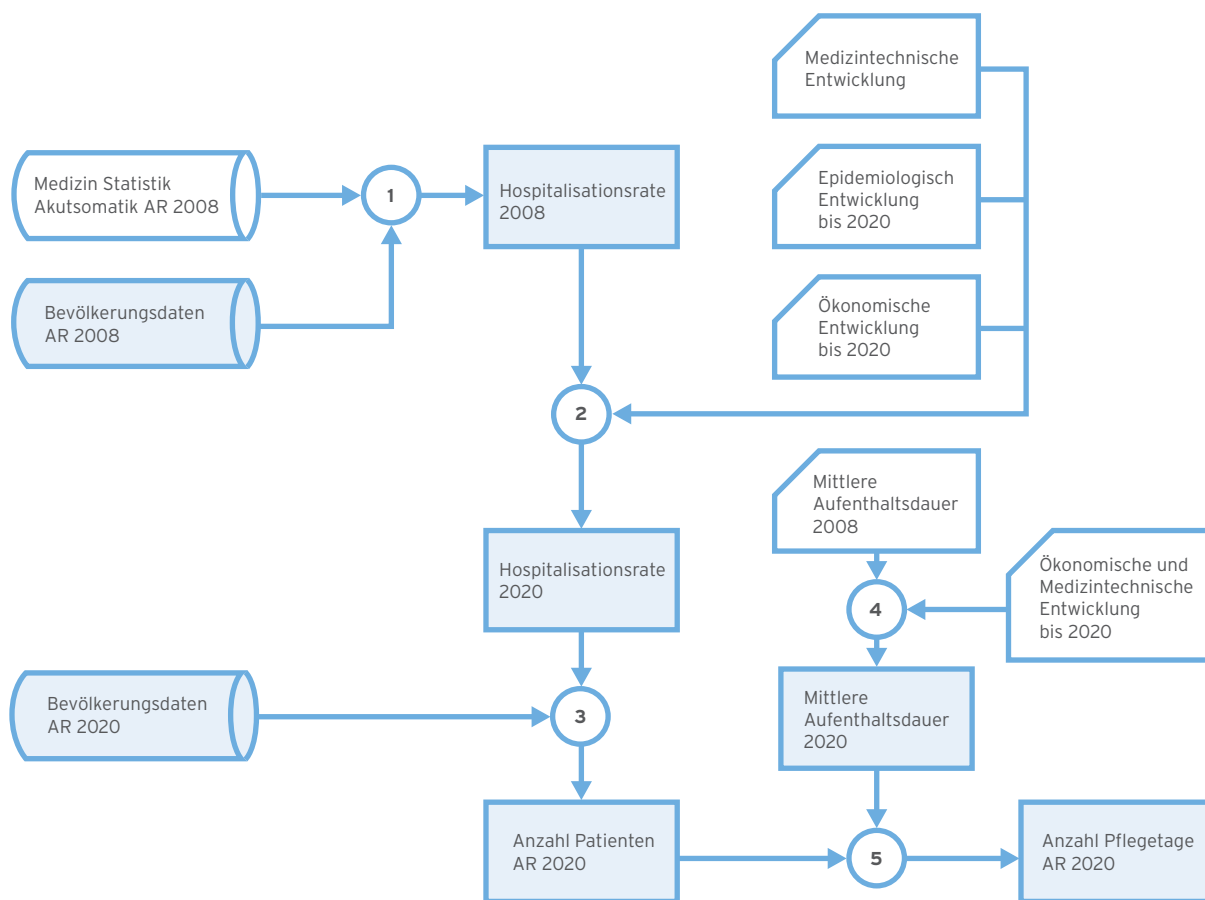 Medizintechnische
Entwicklung
Medizin Statistik
Akutsomatik AR 2008
1
Hospitalisationsrate
2008
Epidemiologisch
Entwicklung
bis 2020
Bevölkerungsdaten
AR 2008
Ökonomische
Entwicklung
bis 2020
2
Mittlere
Aufenthaltsdauer
2008
Hospitalisationsrate
2020
4
Ökonomische und
Medizintechnische
Entwicklung
bis 2020
Bevölkerungsdaten
AR 2020
3
Mittlere
Aufenthaltsdauer
2020
Anzahl Patienten
AR 2020
5
Anzahl Pflegetage
AR 2020